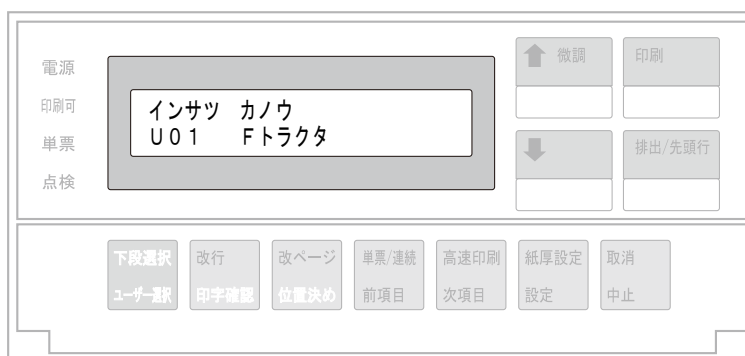 電源
印刷可
単票
点検
インサツ カノウ
U01 Fトラクタ
微調
印刷
排出/先頭行
下段選択
ユーザー選択
改行
印字確認
改ページ
位置決め
単票/連続
前項目
高速印刷
次項目
紙厚設定
設定
取消
中止